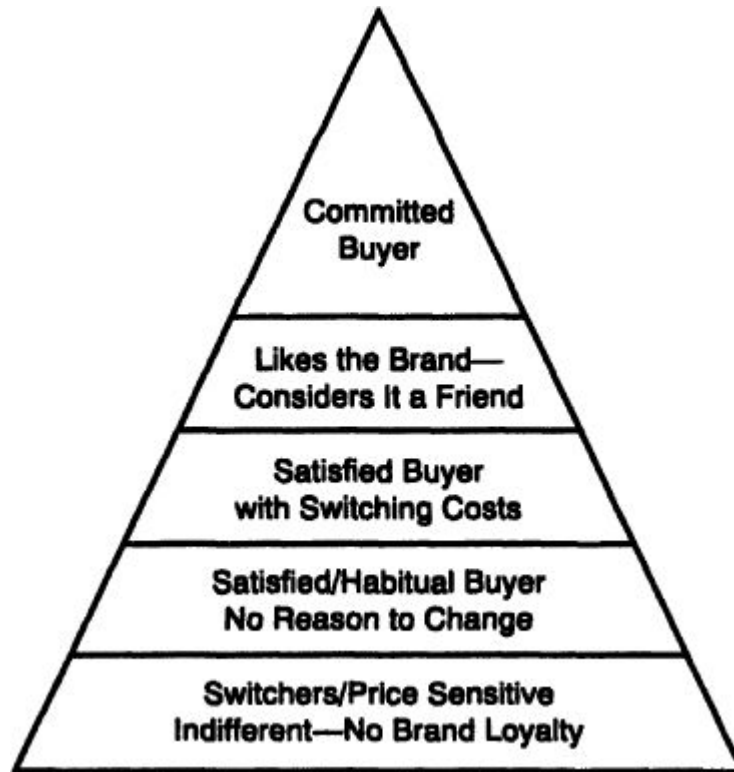 Committed
Buyer
Likes the Brand—
Considers It a Friend
Satisfied Buyer
with Switching Costs
Satisfied/Habitual Buyer
No Reason to Change
Switchers/Price Sensitive
Indifferent—No Brand Loyalty